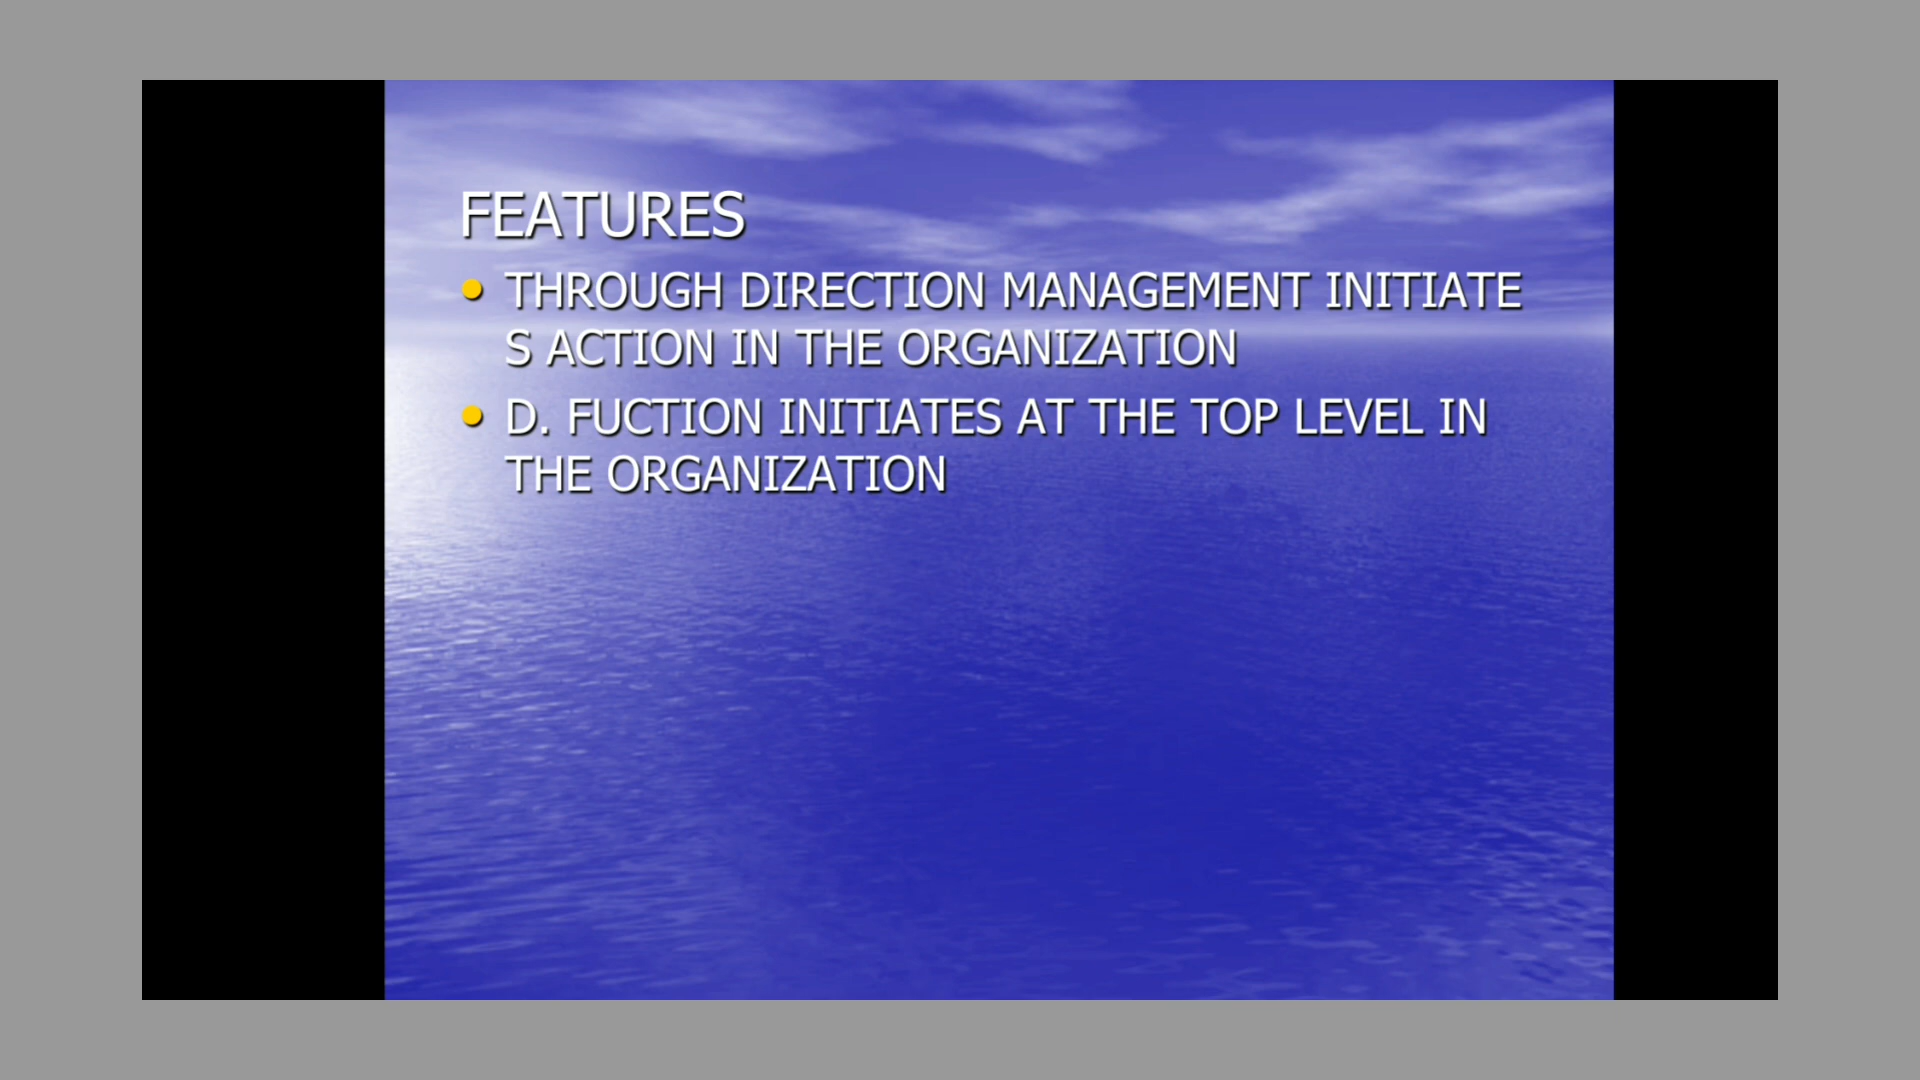 FEATURES
THROUGH DIRECTION MANAGEMENT INITIATE
S ACTION IN THE ORGANIZATION
D. FUCTION INITIATES AT THE TOP LEVEL IN
THE ORGANIZATION